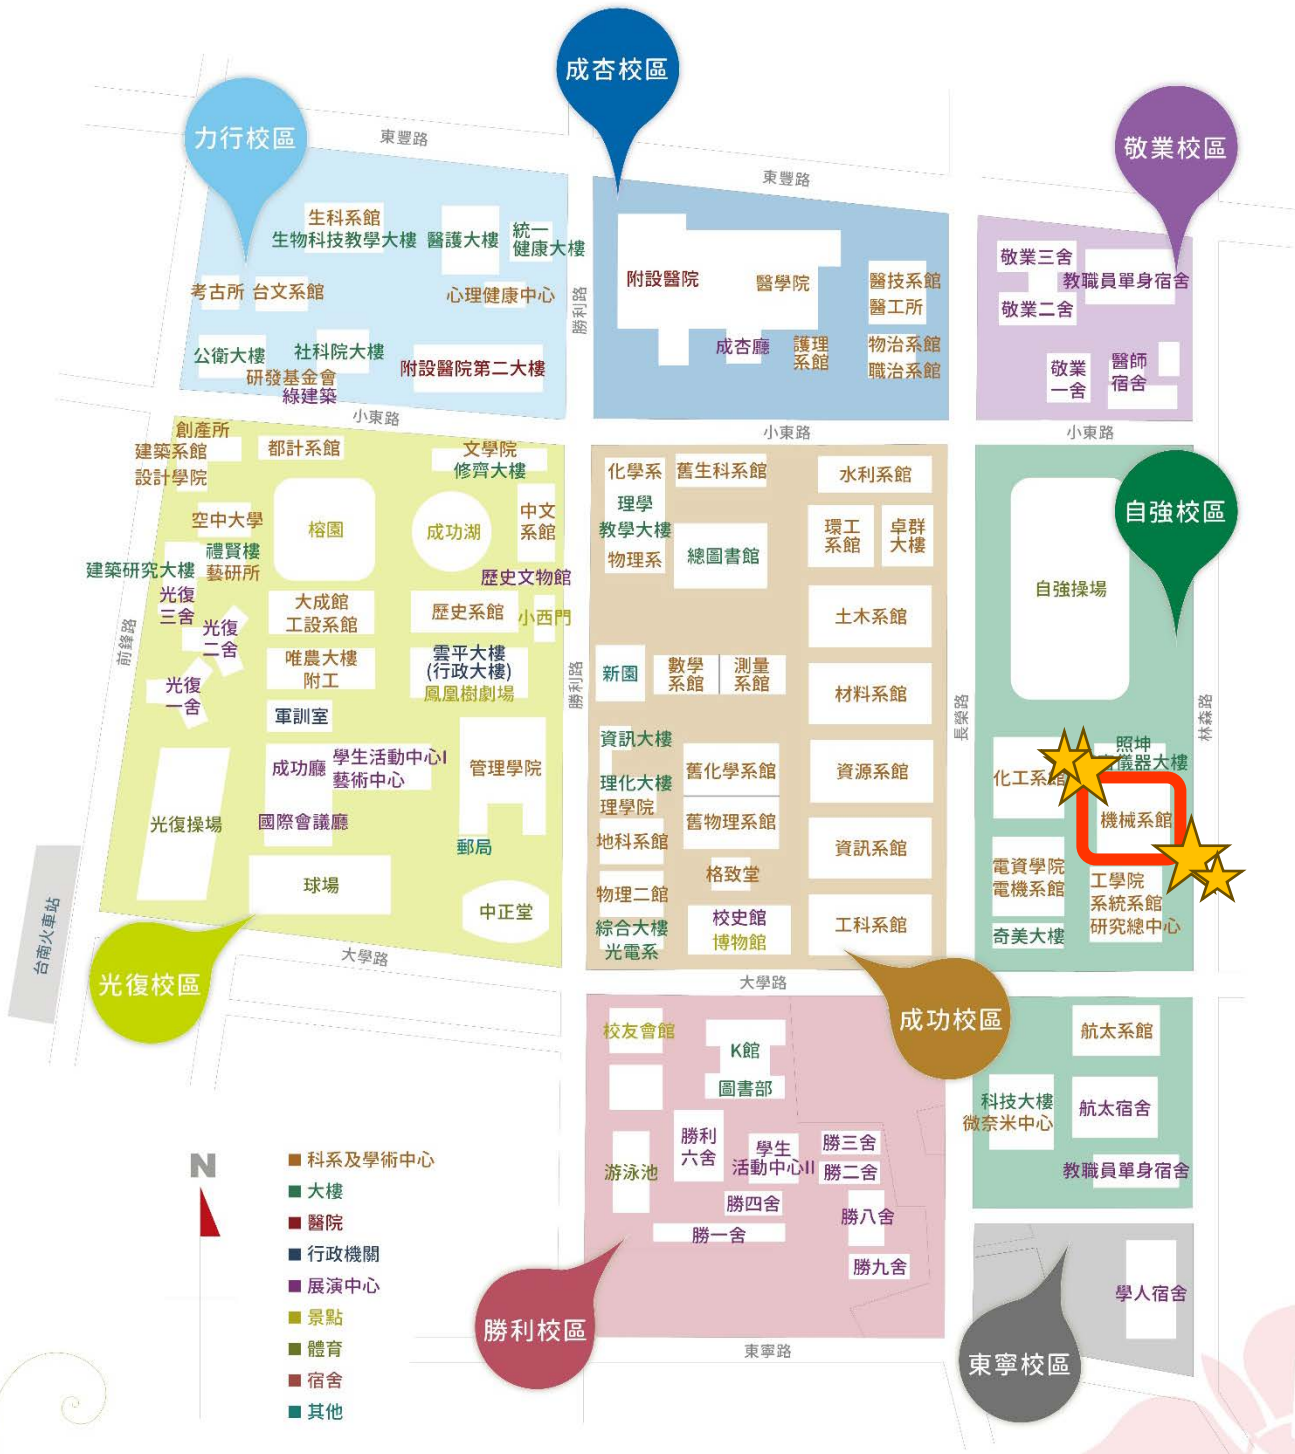 成杏校區
力行校區
敬業校區
東豐路
東豐路
生科系館
生物科技教學大樓
醫護大樓
統一
健康大樓
考古所
台文系館
心理健康中心
公衛大樓
社科院大樓
研發基金會
綠建築
附設醫院第二大樓
勝利路
附設醫院
醫學院
醫技系館
醫工所
成杏廳
護理
系館
物治系館
職治系館
敬業三舍
教職員單身宿舍
敬業二舍
敬業
一舍
醫師
宿舍
小東路
小東路
小東路
創產所
建築系館
設計學院
都計系館
文學院
修齊大樓
空中大學
榕園
成功湖
中文
系館
禮賢樓
建築研究大樓
藝研所
歷史文物館
光復
三舍
大成館
工設系館
歷史系館
小西門
光復
二舍
唯農大樓
附工
雲平大樓
(行政大樓)
鳳凰樹劇場
光復
一舍
軍訓室
前鋒路
勝利路
成功廳
學生活動中心I
藝術中心
管理學院
光復操場
國際會議廳
郵局
球場
中正堂
台南火車站
光復校區
大學路
化學系
舊生科系館
水利系館
理學
教學大樓
物理系
總圖書館
環工
系館
卓群
大樓
土木系館
新園
數學
系館
測量
系館
材料系館
資訊大樓
舊化學系館
資源系館
理化大樓
理學院
舊物理系館
地科系館
資訊系館
格致堂
物理二館
校史館
博物館
工科系館
綜合大樓
光電系
長榮路
自強校區
自強操場
林森路
照坤
儀器大樓
化工系館
機械系館
電資學院
電機系館
工學院
系統系館
研究總中心
奇美大樓
大學路
成功校區
校友會館
K館
圖書部
航太系館
科技大樓
微奈米中心
航太宿舍
勝利
六舍
學生
活動中心II
勝三舍
勝二舍
游泳池
勝四舍
勝八舍
勝一舍
勝九舍
教職員單身宿舍
學人宿舍
勝利校區
東寧校區
東寧路
N
科系及學術中心
大樓
醫院
行政機關
展演中心
景點
體育
宿舍
其他